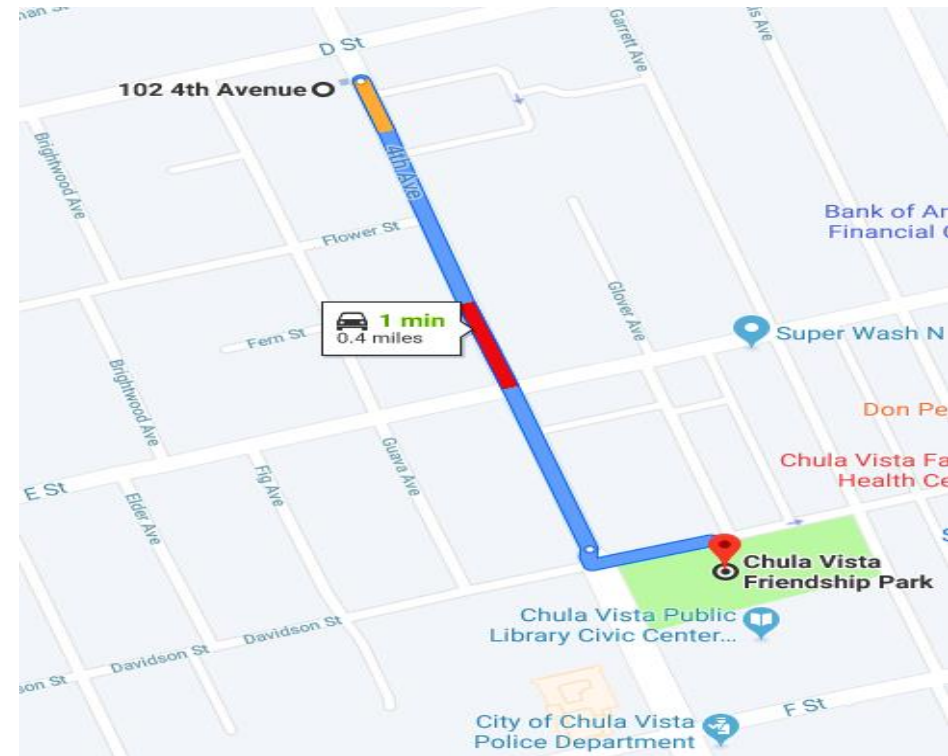 D St
Garrett Ave
102 4th Avenue
Brightwood Ave
4th Ave
Bank of
Financial
Flower St
Glover Ave
1 min
0.4 miles
Super Wash N
Fern St
Brightwood Ave
Don Pe
Guava Ave
Chula Vista Fa
Health Ce
E St
Fig Ave
Elder Ave
Chula Vista
Friendship Park
Chula Vista Public
Library Civic Center...
Davidson St
Davidson St
son St
F St
City of Chula Vista
Police Department